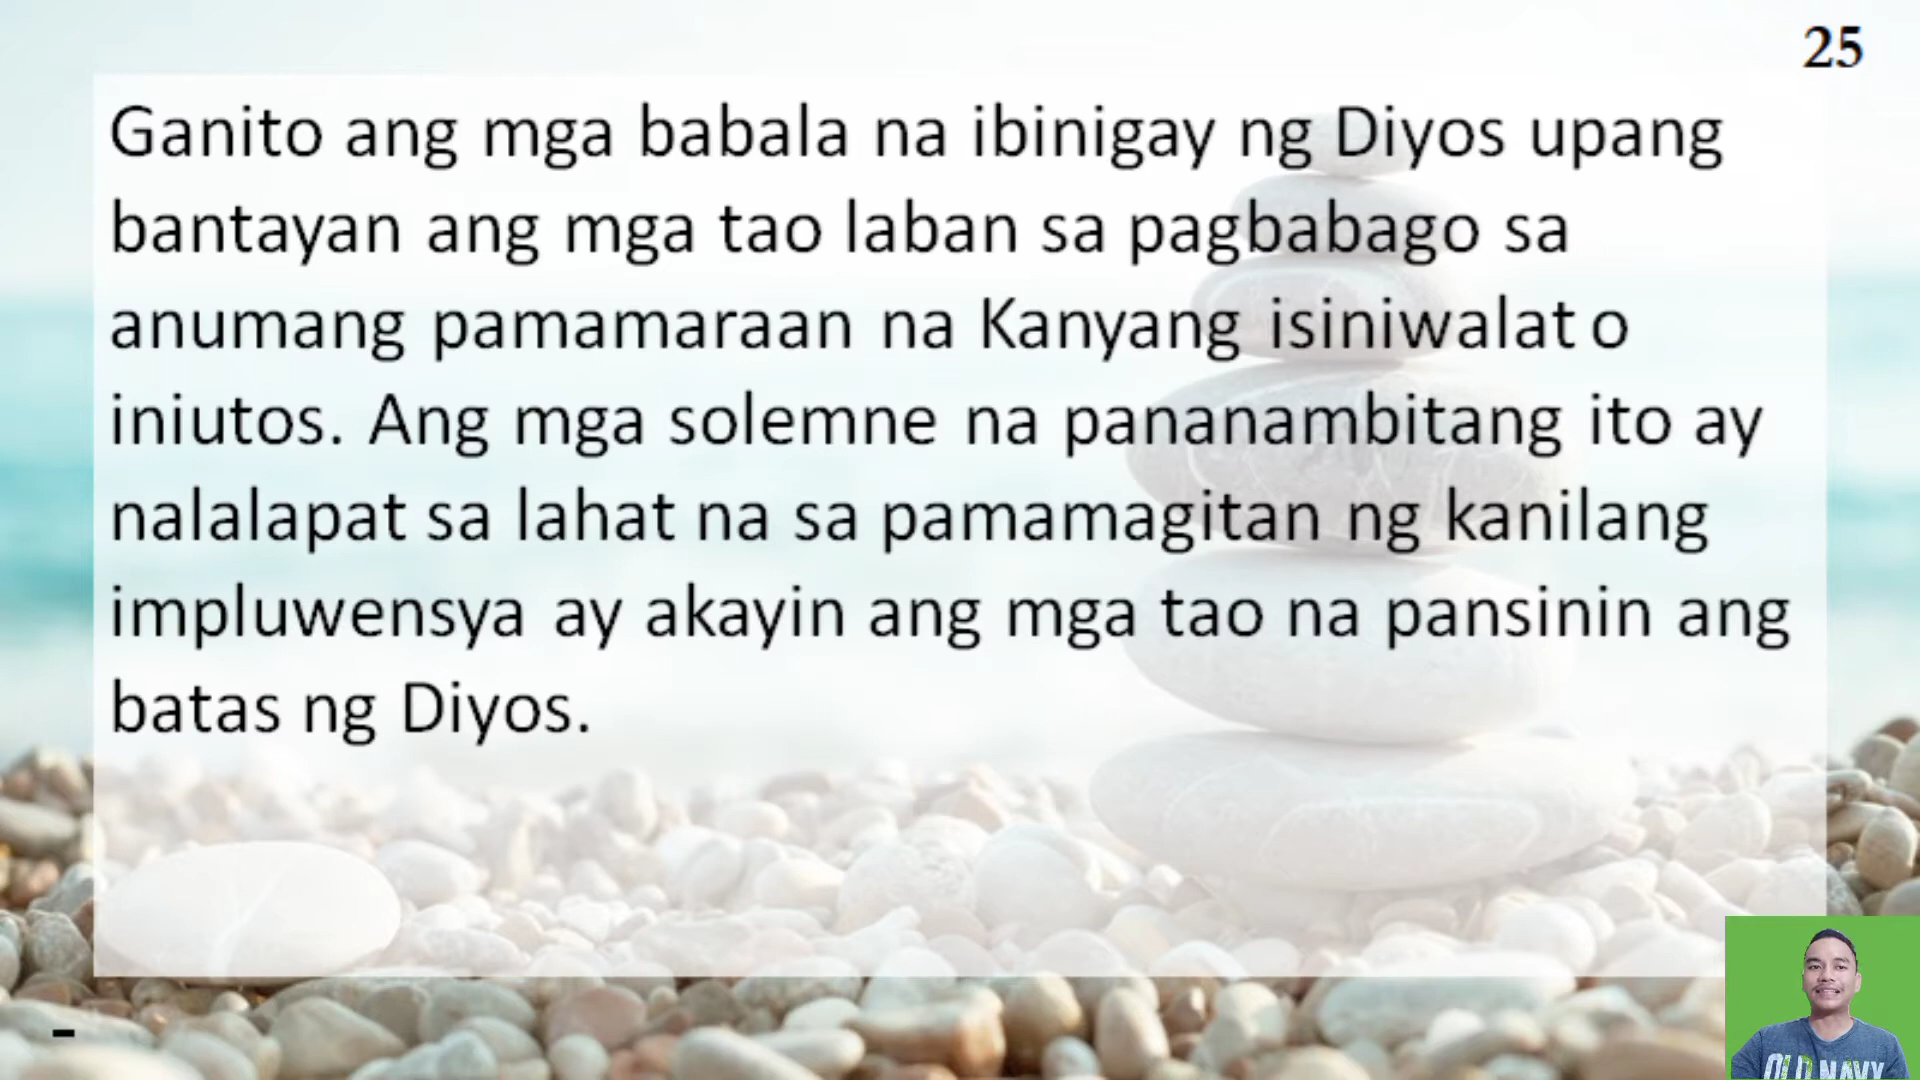 25
Ganito ang mga babala na ibinigay ng Diyos upang
bantayan ang mga tao laban sa pagbabago sa
anumang pamamaraan na Kanyang isiniwalat o
iniutos. Ang mga solemne na pananambitang ito ay
nalalapat sa lahat na sa pamamagitan ng kanilang
impluwensya ay akayin ang mga tao na pansinin ang
batas ng Diyos.
-
OLD NAVY